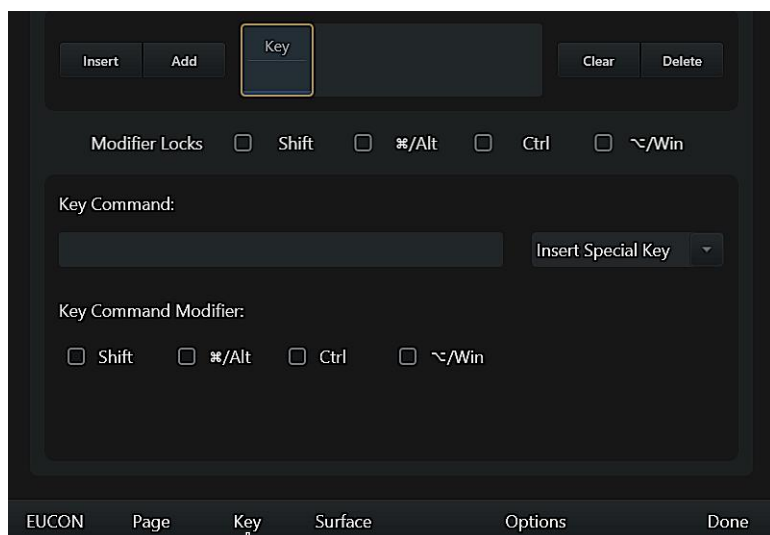 Insert Add Key Clear Delete
Modifier Locks Shift ⌘/Alt Ctrl ⌥/Win
Key Command:
Insert Special Key
Key Command Modifier:
Shift ⌘/Alt Ctrl ⌥/Win
EUCON Page Key Surface Options Done